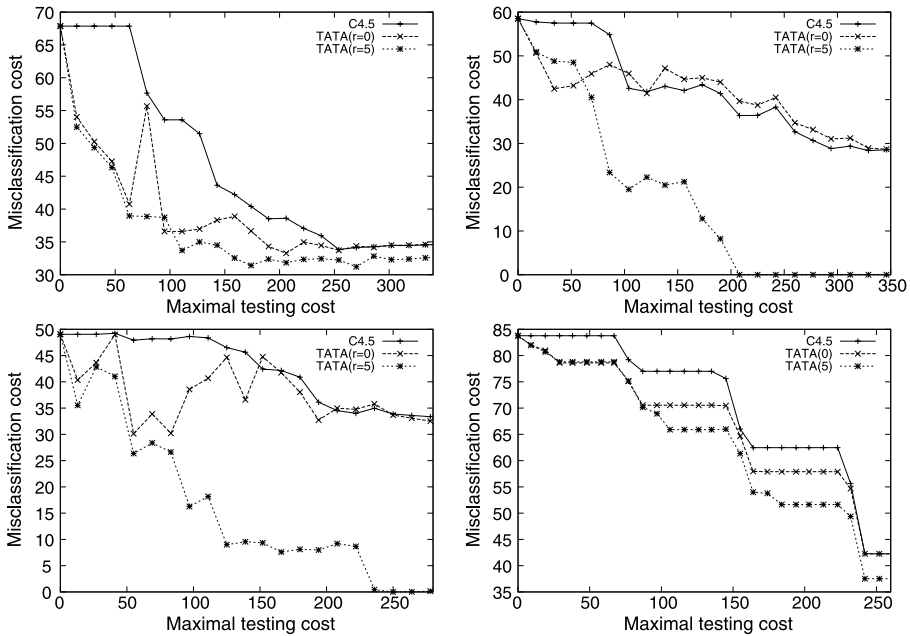 70
65
60
55
50
45
40
35
30
Misclassification cost
C4.5
TATA(r=0)
TATA(r=5)
0 50 100 150 200 250 300
Maximal testing cost
60
50
40
30
20
10
0
Misclassification cost
C4.5
TATA(r=0)
TATA(r=5)
0 50 100 150 200 250 300 350
Maximal testing cost
50
45
40
35
30
25
20
15
10
5
0
Misclassification cost
C4.5
TATA(r=0)
TATA(r=5)
0 50 100 150 200 250
Maximal testing cost
85
80
75
70
65
60
55
50
45
40
35
Misclassification cost
C4.5
TATA(0)
TATA(5)
0 50 100 150 200 250
Maximal testing cost